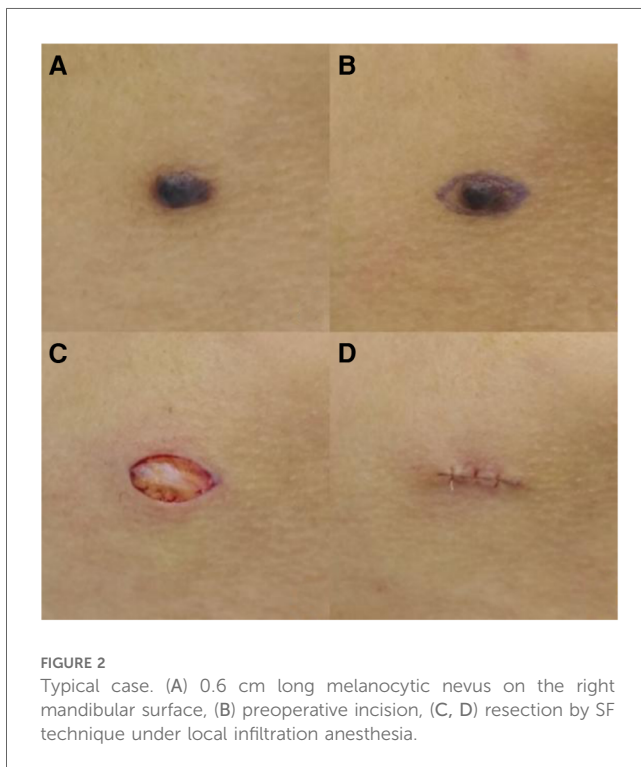 A
B
C
D
FIGURE 2
Typical case. (A) 0.6 cm long melanocytic nevus on the right
mandibular surface, (B) preoperative incision, (C, D) resection by SF
technique under local infiltration anesthesia.